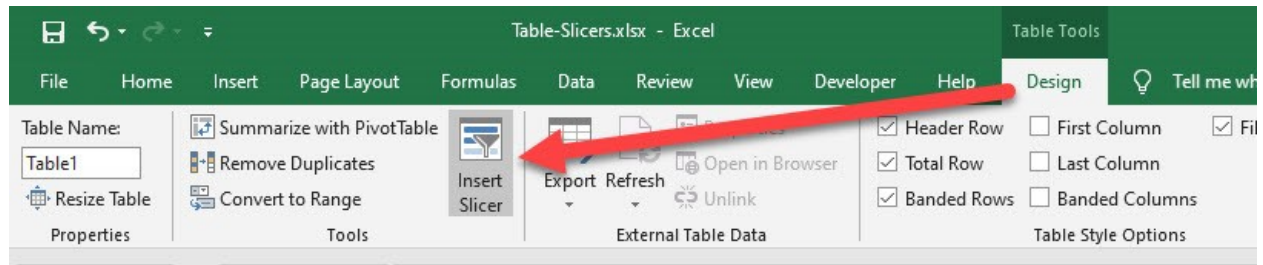 Table-Slicers.xlsx - Excel
Table Tools
File Home Insert Page Layout Formulas Data Review View Developer Help Design Tell me wh
Table Name:
Table1
Resize Table
Properties
Summarize with PivotTable
Remove Duplicates
Convert to Range
Tools
Insert
Slicer
Export
Refresh
Open in Browser
Unlink
External Table Data
Header Row
Total Row
Banded Rows
First Column
Last Column
Banded Columns
Fil
Table Style Options